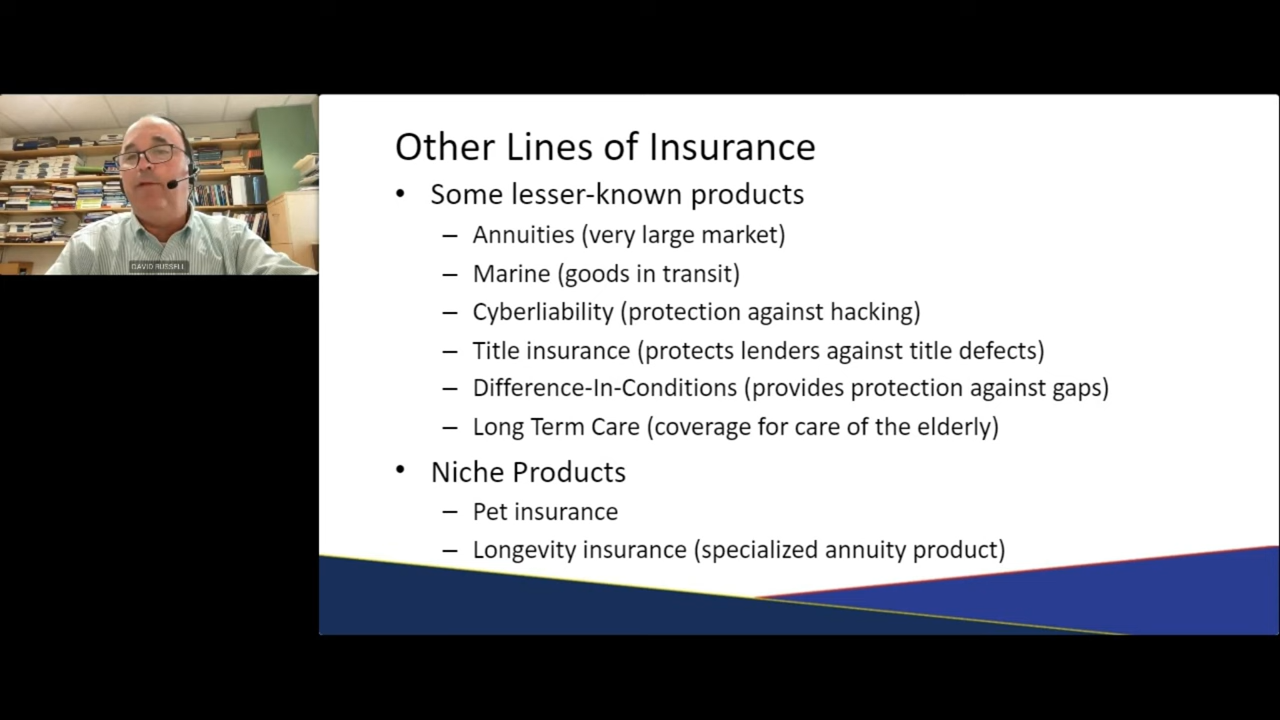 Other Lines of Insurance
• Some lesser-known products
– Annuities (very large market)
– Marine (goods in transit)
– Cyberliability (protection against hacking)
– Title insurance (protects lenders against title defects)
– Difference-In-Conditions (provides protection against gaps)
– Long Term Care (coverage for care of the elderly)
• Niche Products
– Pet insurance
– Longevity insurance (specialized annuity product)
DAVID RUSSELL